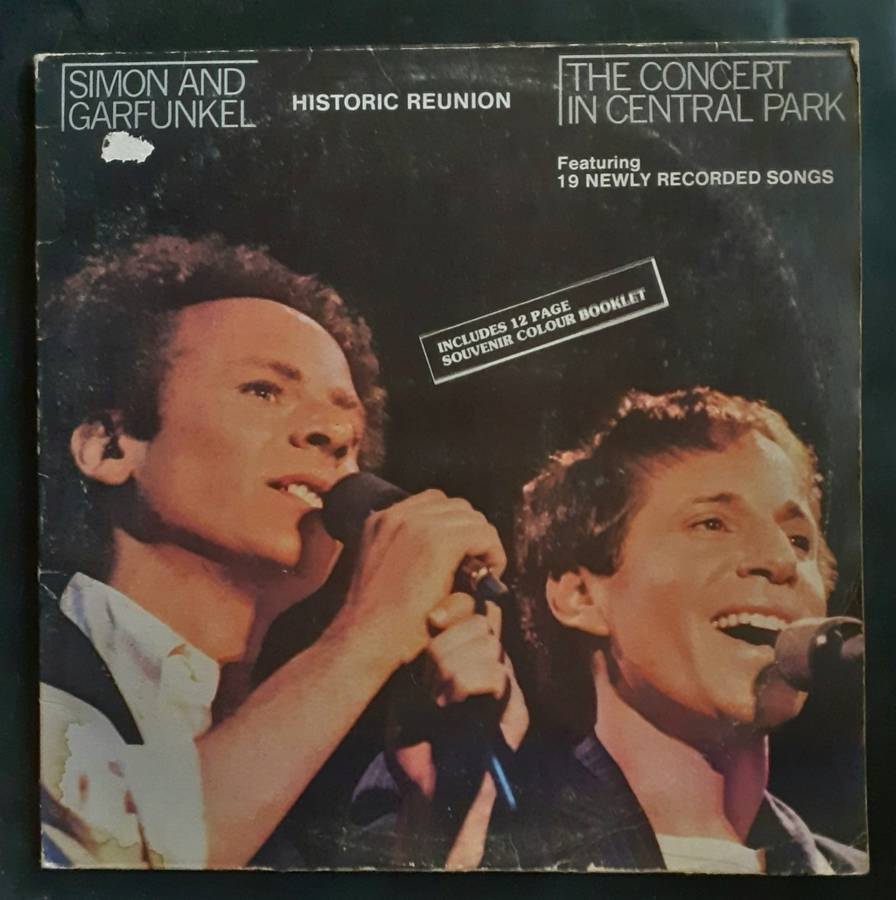 SIMON AND
GARFUNKEL
HISTORIC REUNION
THE CONCERT
IN CENTRAL PARK
Featuring
19 NEWLY RECORDED SONGS
INCLUDES 12 PAGE
SOUVENIR COLOUR BOOKLET